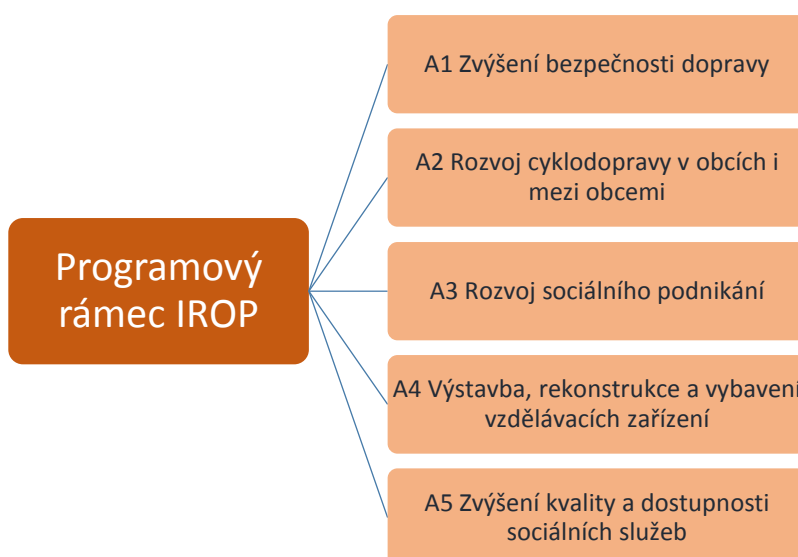 Programový
rámec IROP
A1 Zvýšení bezpečnosti dopravy
A2 Rozvoj cyklodopravy v obcích i
mezi obcemi
A3 Rozvoj sociálního podnikání
A4 Výstavba, rekonstrukce a vybavení
vzdělávacích zařízení
A5 Zvýšení kvality a dostupnosti
sociálních služeb